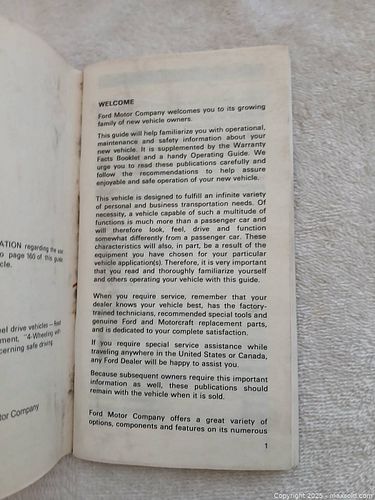 ATION regarding the
o page 160 of this guide
cle.
el drive vehicles —
ment, "4-Wheeling with
cerning safe driving
tor Company
WELCOME
Ford Motor Company welcomes you to its growing
family of new vehicle owners.
This guide will help familiarize you with operational,
maintenance and safety information about your
new vehicle. It is supplemented by the Warranty
Facts Booklet and a handy Operating Guide. We
urge you to read these publications carefully and
follow the recommendations to help assure
enjoyable and safe operation of your new vehicle.
This vehicle is designed to fulfill an infinite variety
of personal and business transportation needs. Of
necessity, a vehicle capable of such a multitude of
functions is much more than a passenger car and
will therefore look, feel, drive and function
somewhat differently from a passenger car. These
characteristics will also, in part, be a result of the
equipment you have chosen for your particular
vehicle application(s). Therefore, it is very important
that you read and thoroughly familiarize yourself
and others operating your vehicle with this guide.
When you require service, remember that your
dealer knows your vehicle best, has the factory-
trained technicians, recommended special tools and
genuine Ford and Motorcraft replacement parts,
and is dedicated to your complete satisfaction.
If you require special service assistance while
traveling anywhere in the United States or Canada,
any Ford Dealer will be happy to assist you.
Because subsequent owners require this important
information as well, these publications should
remain with the vehicle when it is sold.
Ford Motor Company offers a great variety of
options, components and features on its numerous
1
Copyright 2025 - maxsold.com